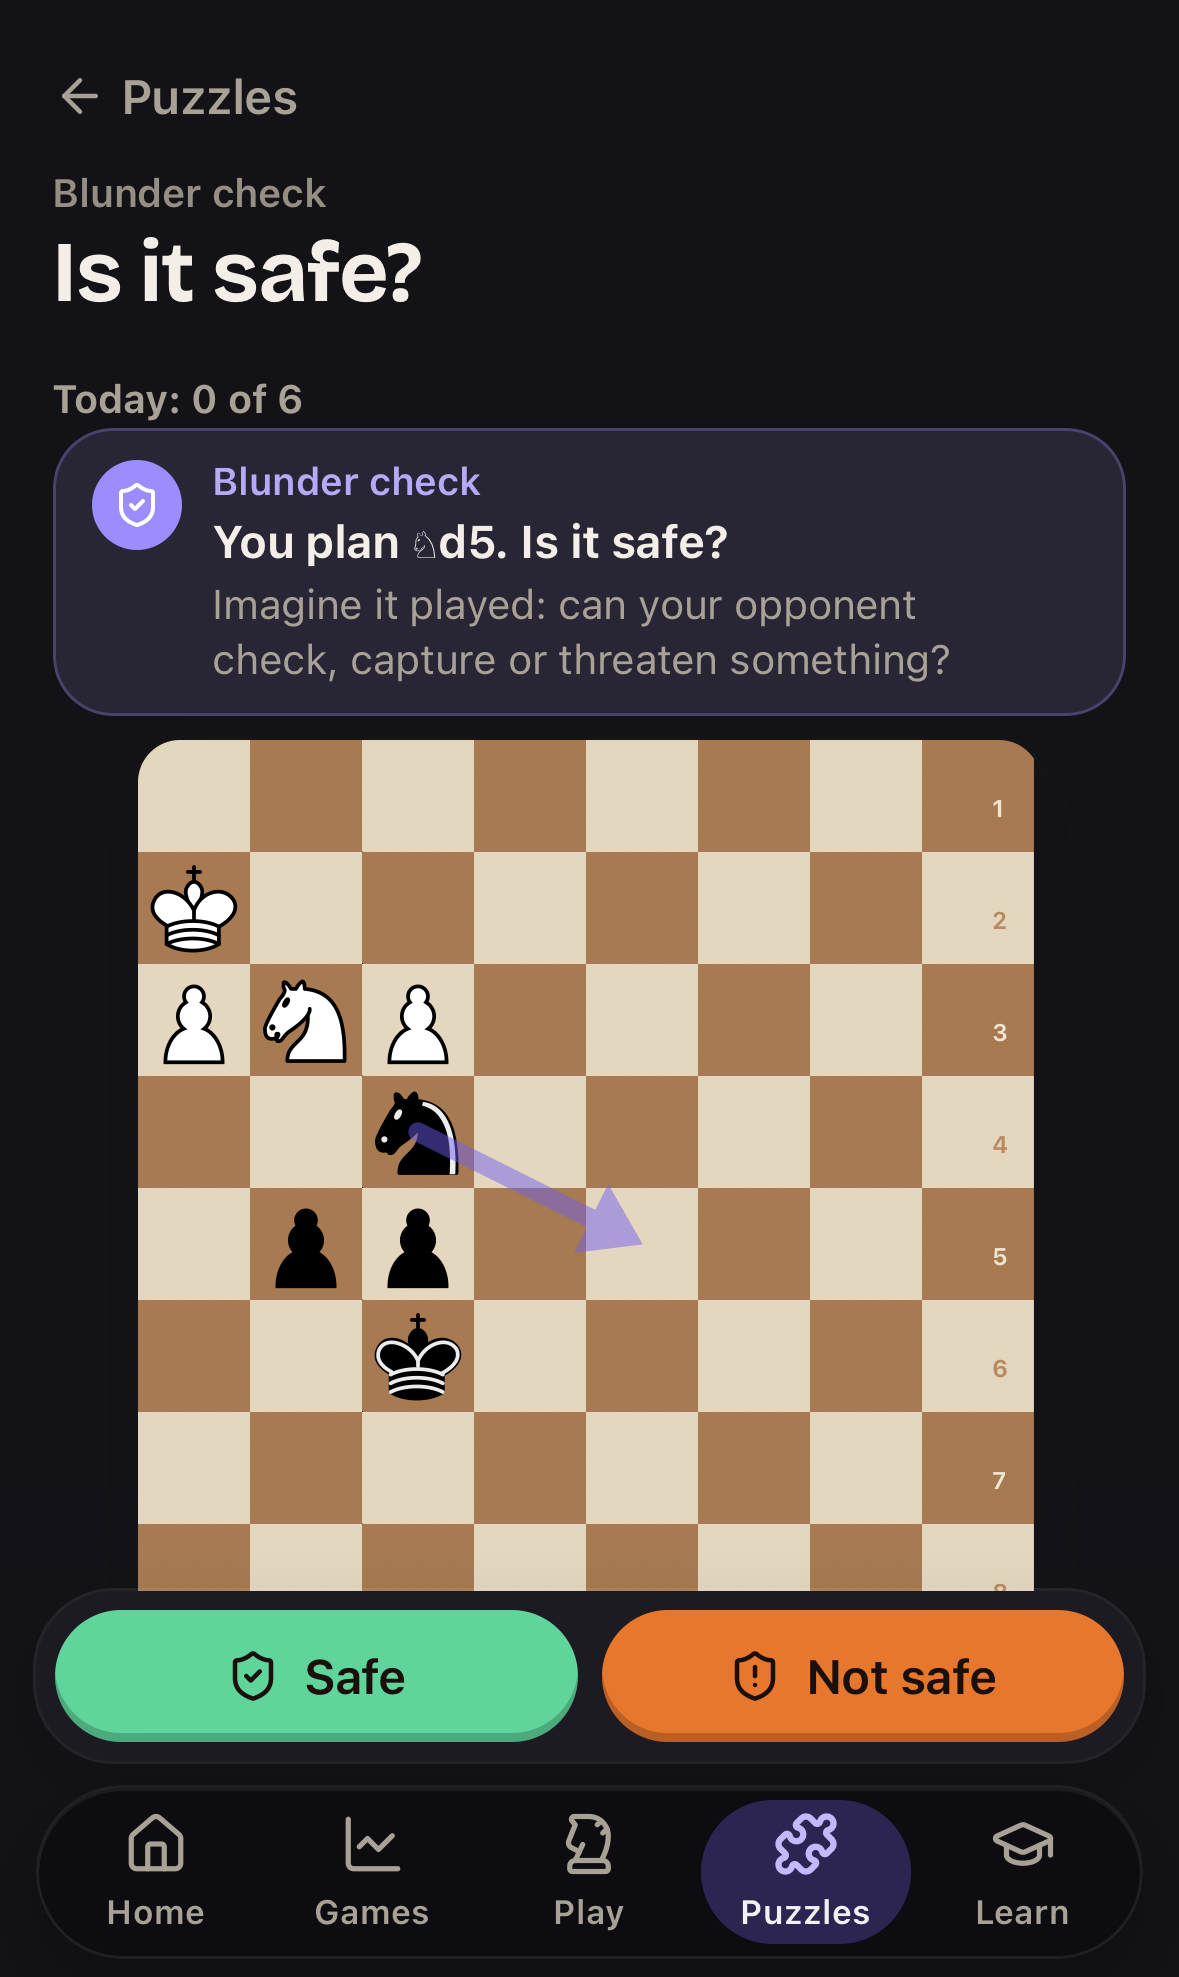 Puzzles
Blunder check
Is it safe?
Today: 0 of 6
Blunder check
You plan ♘d5. Is it safe?
Imagine it played: can your opponent
check, capture or threaten something?
1
2
3
4
5
6
7
8
Safe
Not safe
Home
Games
Play
Puzzles
Learn